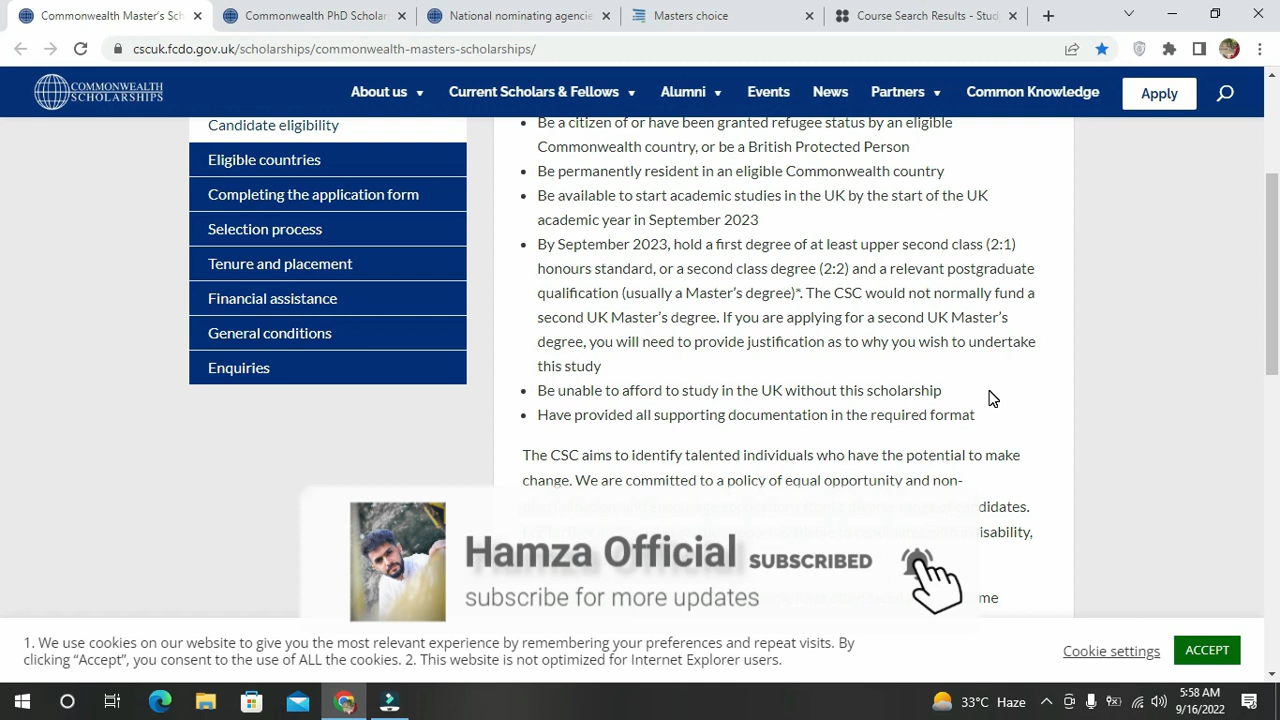 Commonwealth Master's Sch
Commonwealth PhD Scholar
National nominating agencie
Masters choice
Course Search Results - Stud
cscuk.fcdo.gov.uk/scholarships/commonwealth-masters-scholarships/
COMMONWEALTH
SCHOLARSHIPS
About us
Current Scholars & Fellows
Alumni
Events
News
Partners
Common Knowledge
Apply
Candidate eligibility
Eligible countries
Completing the application form
Selection process
Tenure and placement
Financial assistance
General conditions
Enquiries
Be a citizen of or have been granted refugee status by an eligible
Commonwealth country, or be a British Protected Person
Be permanently resident in an eligible Commonwealth country
Be available to start academic studies in the UK by the start of the UK
academic year in September 2023
By September 2023, hold a first degree of at least upper second class (2:1)
honours standard, or a second class degree (2:2) and a relevant postgraduate
qualification (usually a Master's degree)*. The CSC would not normally fund a
second UK Master's degree. If you are applying for a second UK Master's
degree, you will need to provide justification as to why you wish to undertake
this study
Be unable to afford to study in the UK without this scholarship
Have provided all supporting documentation in the required format
The CSC aims to identify talented individuals who have the potential to make
change. We are committed to a policy of equal opportunity and non-
Hamza Official SUBSCRIBED
subscribe for more updates
1. We use cookies on our website to give you the most relevant experience by remembering your preferences and repeat visits. By
clicking "Accept", you consent to the use of ALL the cookies. 2. This website is not optimized for Internet Explorer users.
Cookie settings
ACCEPT
33°C Haze
5:58 AM
9/16/2022